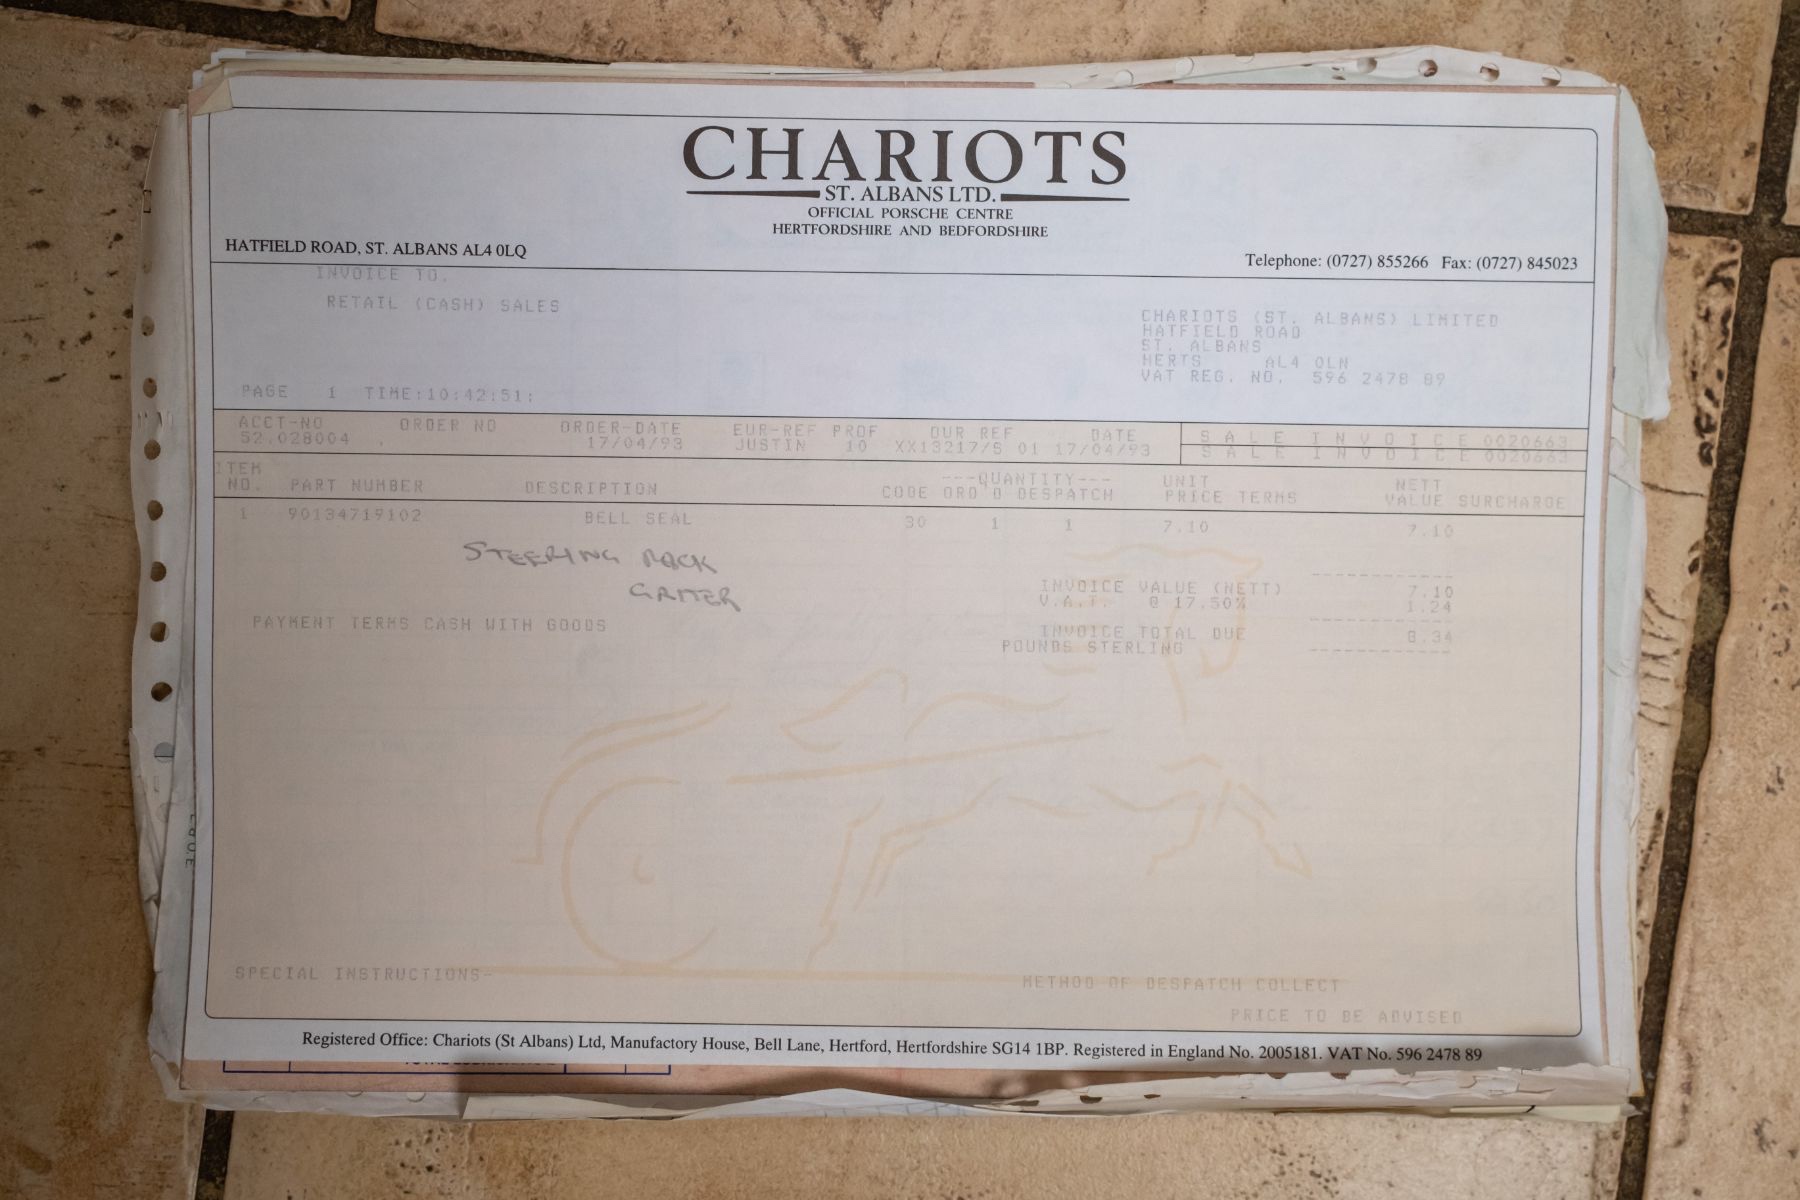 CHARIOTS
ST. ALBANS LTD.
OFFICIAL PORSCHE CENTRE
HERTFORDSHIRE AND BEDFORDSHIRE
HATFIELD ROAD, ST. ALBANS AL4 0LQ
Telephone: (0727) 855266 Fax: (0727) 845023
INVOICE TO.
RETAIL (CASH) SALES
CHARIOTS (ST. ALBANS) LIMITED
HATFIELD ROAD
ST. ALBANS
HERTS AL4 0LN
VAT REG. NO. 596 2478 89
PAGE 1 TIME:10:42:51:
ACCT-NO ORDER NO ORDER-DATE EUR-REF PROF OUR REF DATE
S2.028004 . 17/04/93 JUSTIN 10 XX13217/S 01 17/04/93
SALE INVOICE 0020663
SALE INVOICE 0020663
ITEM ---QUANTITY--- UNIT NETT
NO. PART NUMBER DESCRIPTION CODE ORD'D DESPATCH PRICE TERMS VALUE SURCHARGE
1 90134719102 BELL SEAL 30 1 1 7.10 7.10
STEERING RACK
GAITER
INVOICE VALUE (NETT) 7.10
V.A.T. @ 17.50% 1.24
PAYMENT TERMS CASH WITH GOODS
INVOICE TOTAL DUE 8.34
POUNDS STERLING
SPECIAL INSTRUCTIONS-
METHOD OF DESPATCH COLLECT
PRICE TO BE ADVISED
Registered Office: Chariots (St Albans) Ltd, Manufactory House, Bell Lane, Hertford, Hertfordshire SG14 1BP. Registered in England No. 2005181. VAT No. 596 2478 89